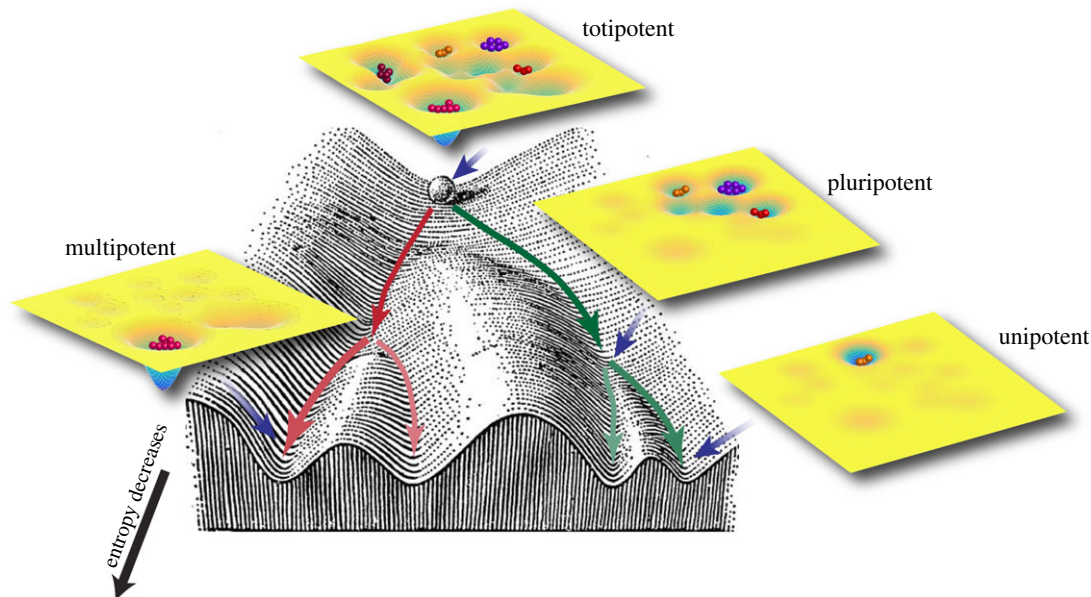 totipotent
pluripotent
multipotent
unipotent
entropy decreases